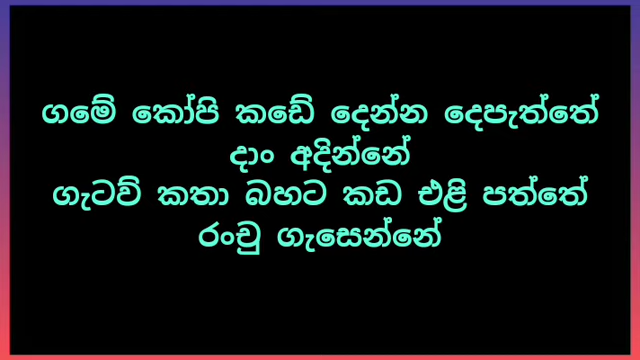 ගමේ කෝපි කඩේ දෙන්න දෙපැත්තේ
දාං අදින්නේ
ගැටව් කතා බහට කඩ එළි පත්තේ
රංචු ගැසෙන්නේ